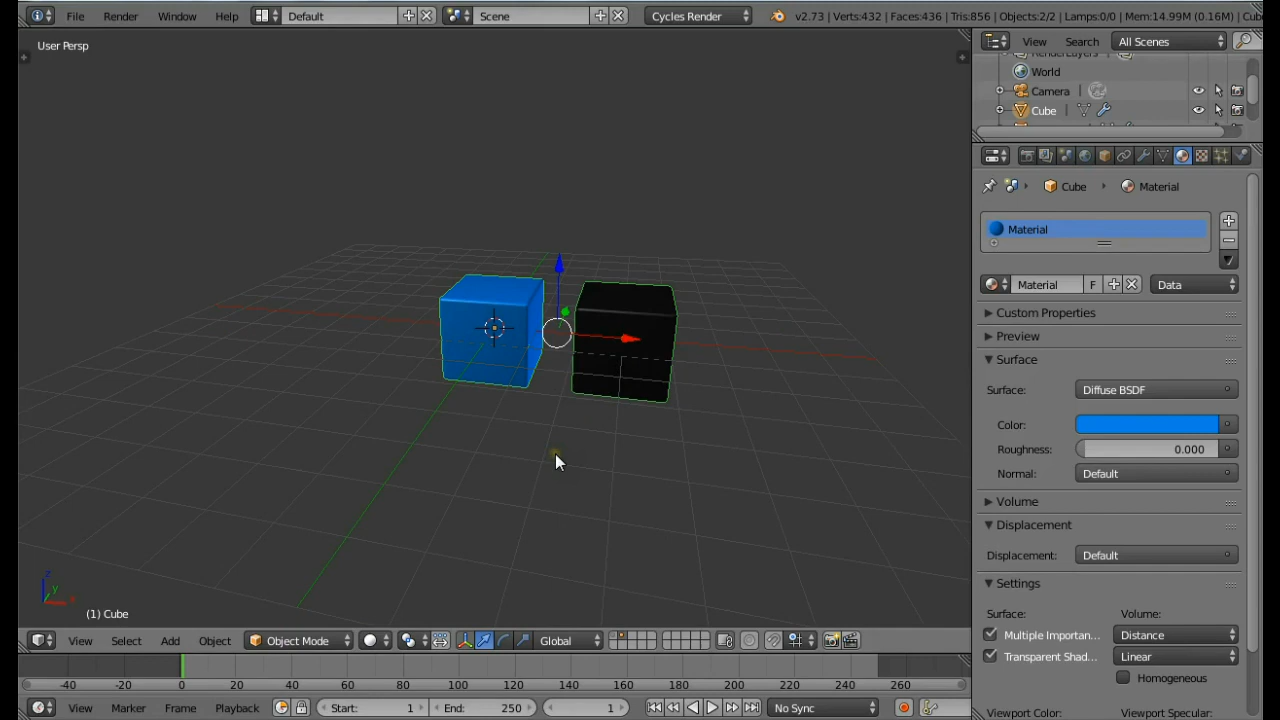 File Render Window Help Default Scene Cycles Render v2.73 | Verts:432 | Faces:436 | Tris:856 | Objects:2/2 | Lamps:0/0 | Mem:14.99M (0.16M) | Cub
User Persp
View Search All Scenes
RenderLayers
World
Camera
Cube
Cube Material
Material
Material F Data
Custom Properties
Preview
Surface
Surface: Diffuse BSDF
Color:
Roughness: 0.000
Normal: Default
Volume
Displacement
Displacement: Default
Settings
Surface: Volume:
Multiple Importan... Distance
Transparent Shad... Linear
Homogeneous
Viewport Color: Viewport Specular:
z
y
(1) Cube
View Select Add Object Object Mode Global
-40 -20 0 20 40 60 80 100 120 140 160 180 200 220 240 260
View Marker Frame Playback Start: 1 End: 250 1 No Sync